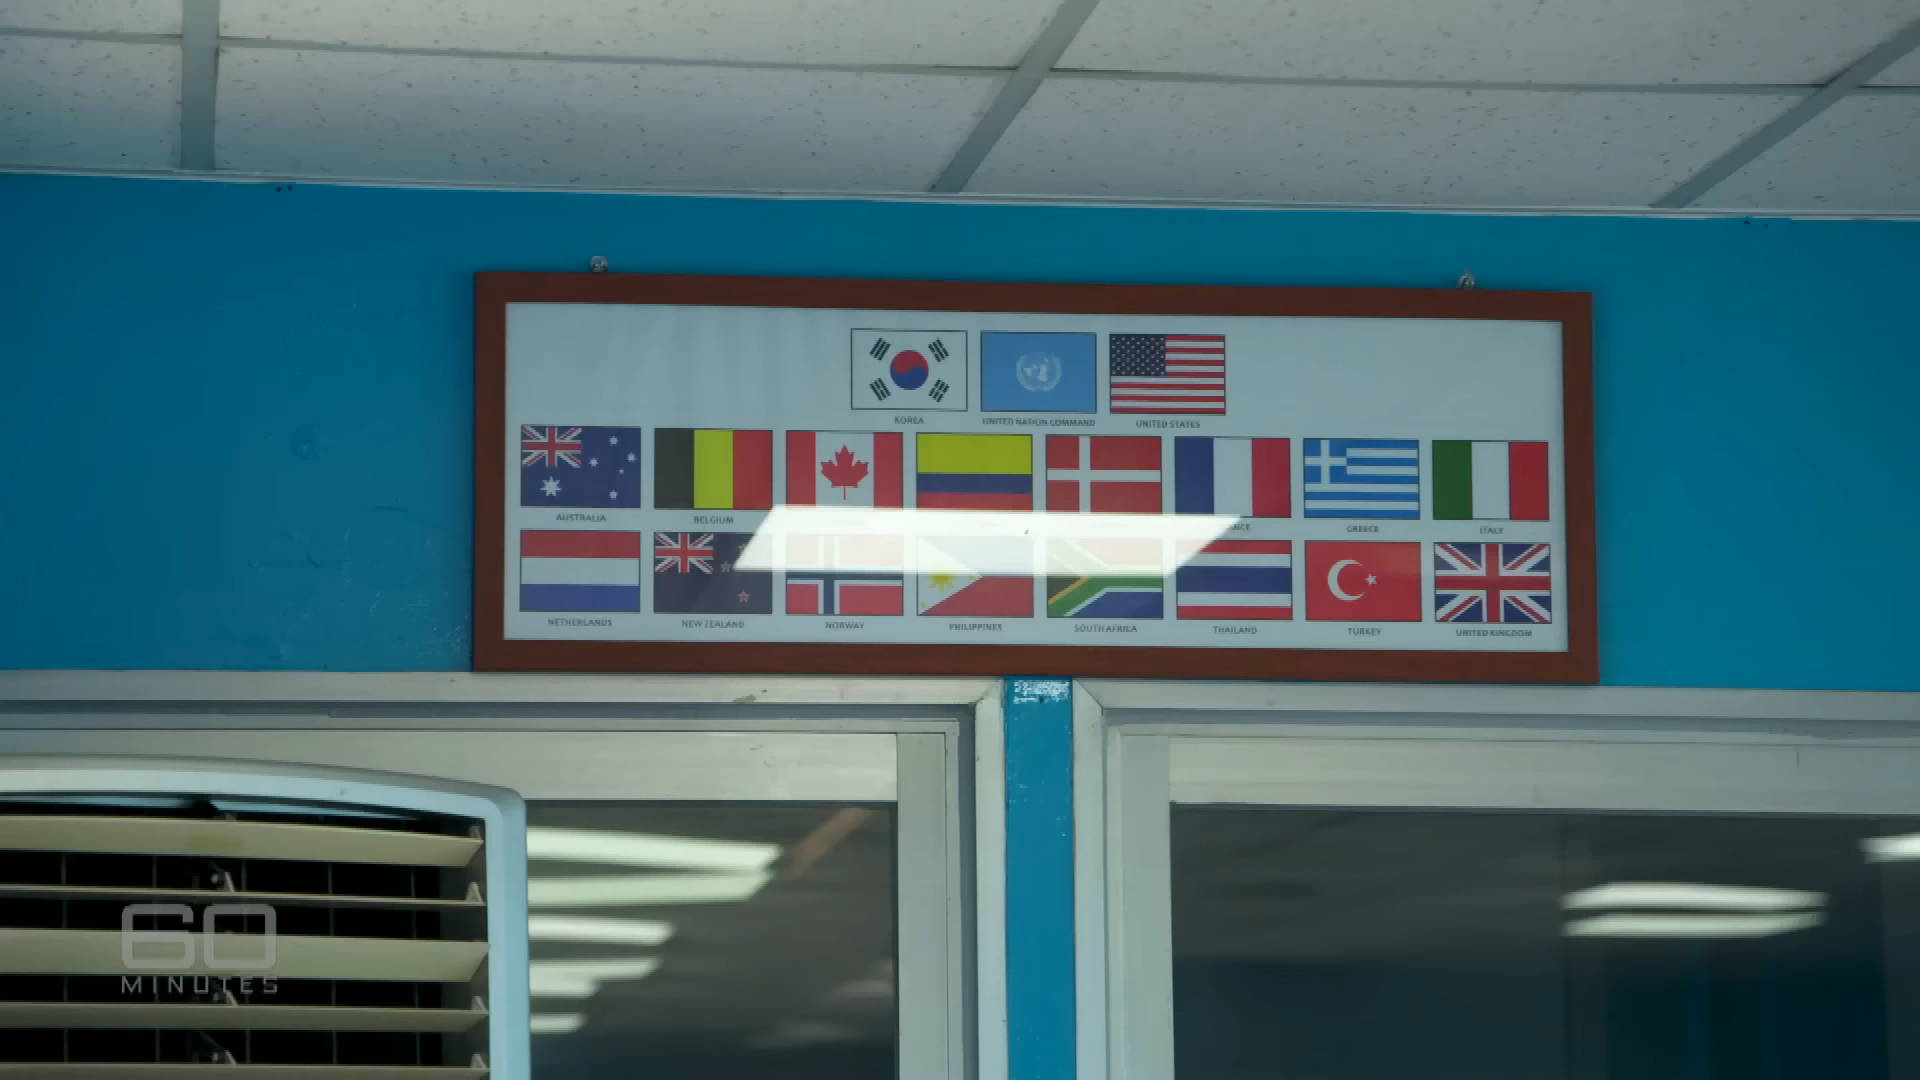 KOREA UNITED NATION COMMAND UNITED STATES
AUSTRALIA BELGIUM GREECE ITALY
NETHERLANDS NEW ZEALAND NORWAY PHILIPPINES SOUTH AFRICA THAILAND TURKEY UNITED KINGDOM
60
MINUTES